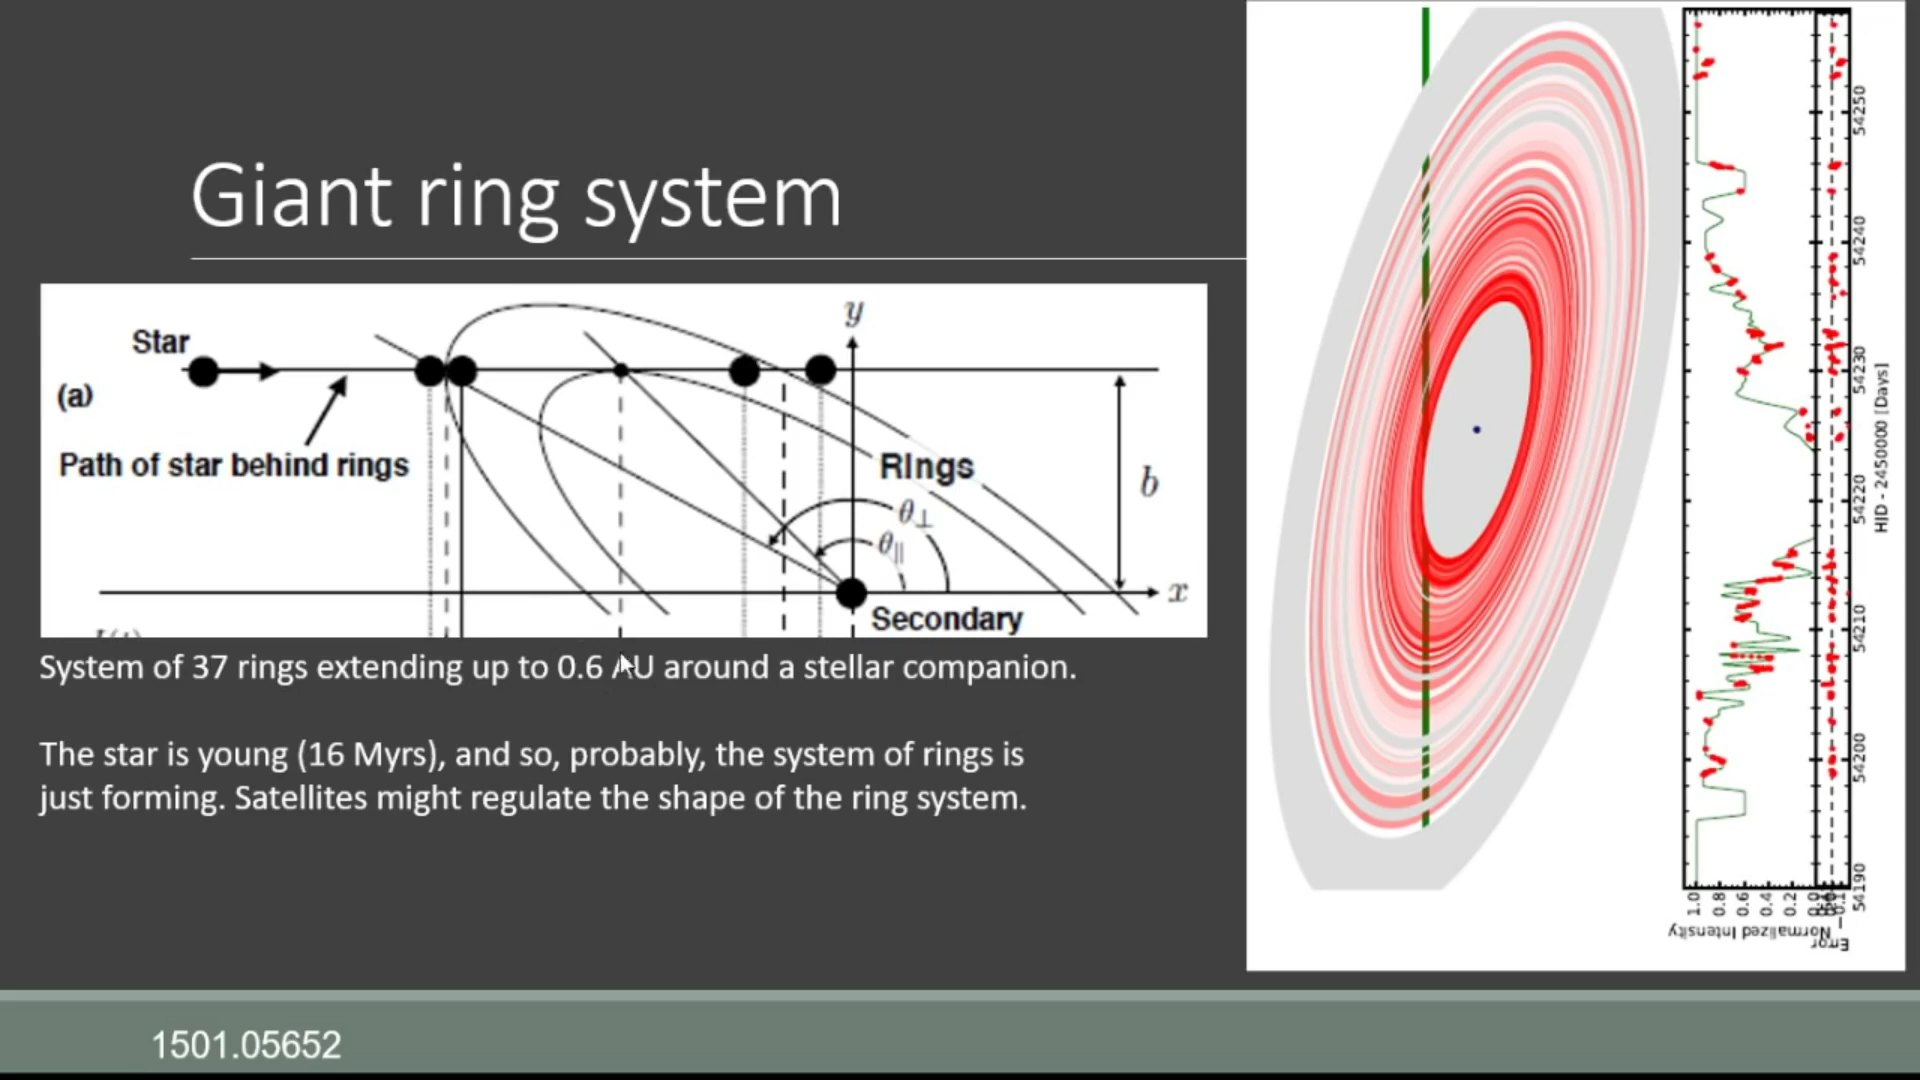 Giant ring system
y
Star
(a)
Path of star behind rings
RIngs
b
θ⊥
θ||
x
Secondary
System of 37 rings extending up to 0.6 AU around a stellar companion.
The star is young (16 Myrs), and so, probably, the system of rings is
just forming. Satellites might regulate the shape of the ring system.
54250
54240
54230
54220
54210
54200
54190
HJD - 2450000 [Days]
1.0
0.8
0.6
0.4
0.2
0.0
Normalized Intensity
Error
1501.05652